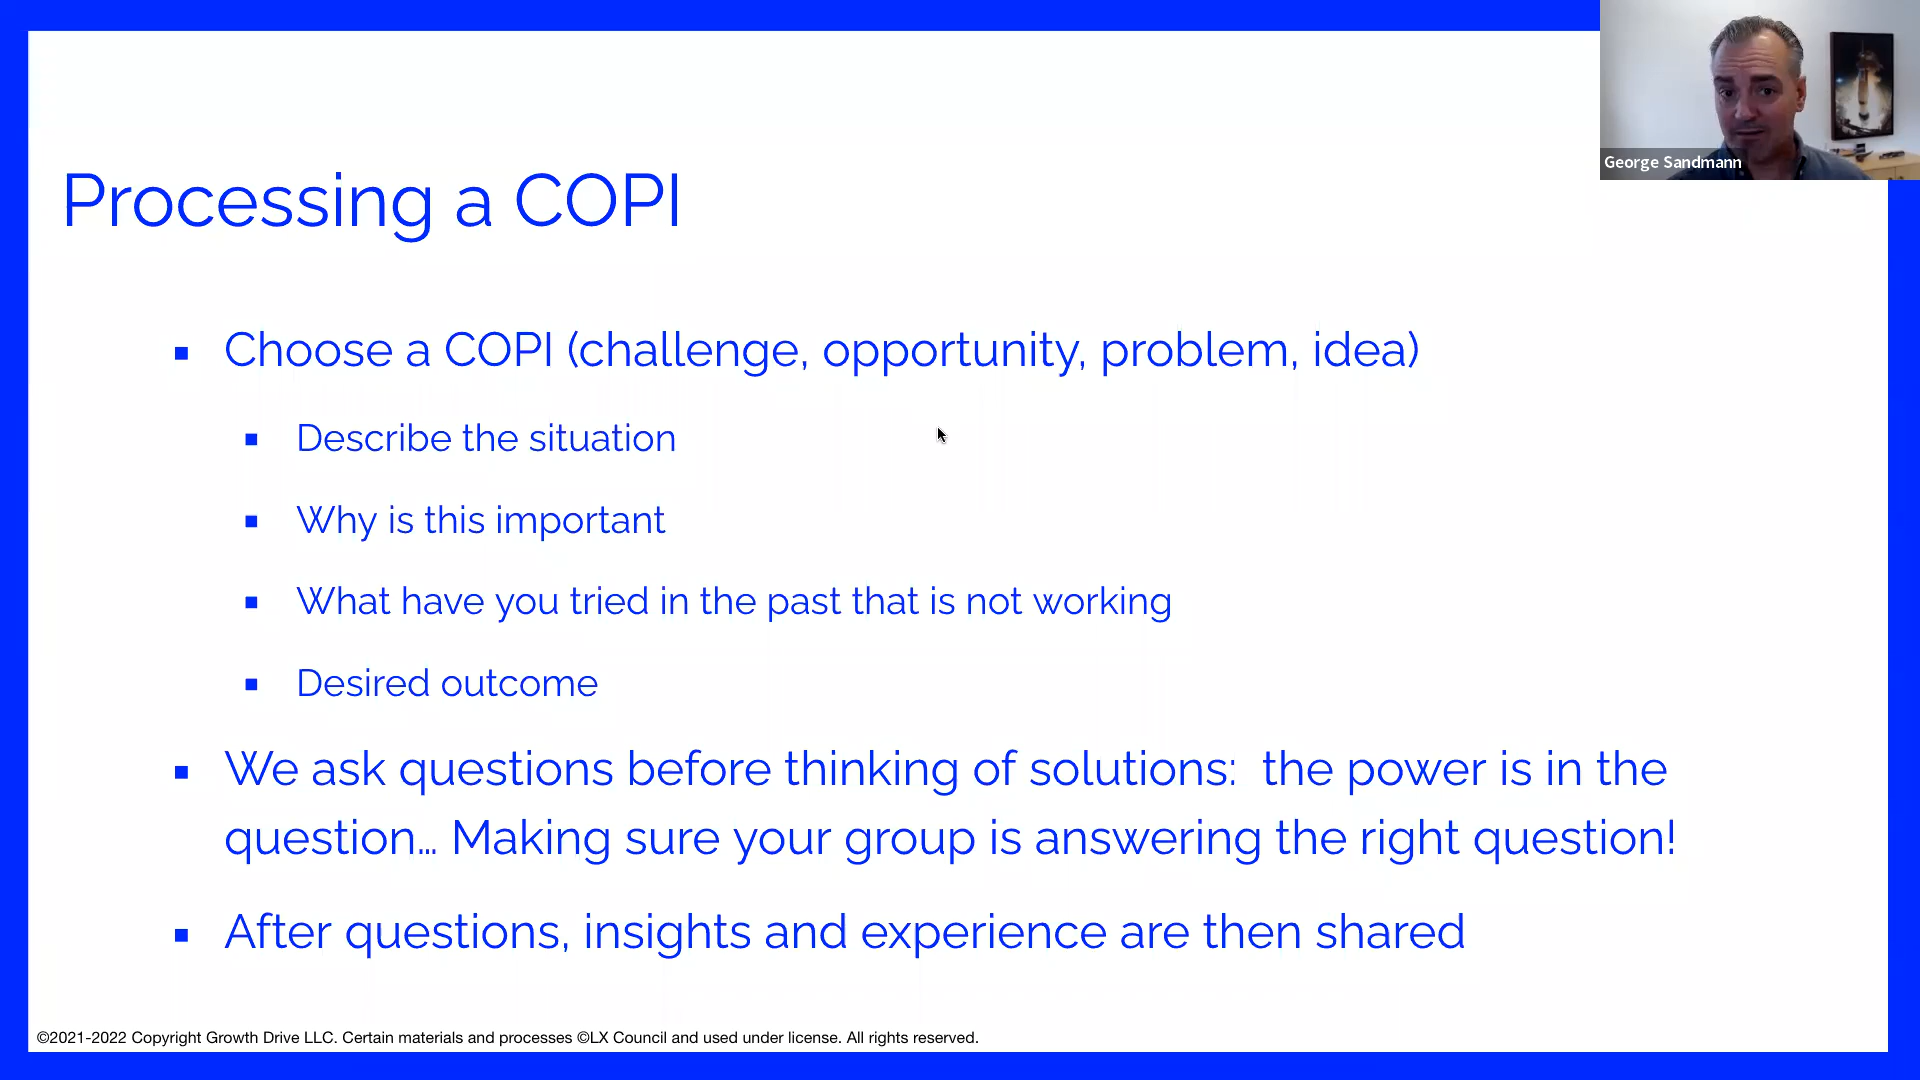 George Sandmann
Processing a COPI
▪ Choose a COPI (challenge, opportunity, problem, idea)
▪ Describe the situation
▪ Why is this important
▪ What have you tried in the past that is not working
▪ Desired outcome
▪ We ask questions before thinking of solutions:  the power is in the
question... Making sure your group is answering the right question!
▪ After questions, insights and experience are then shared
©2021-2022 Copyright Growth Drive LLC. Certain materials and processes ©LX Council and used under license. All rights reserved.